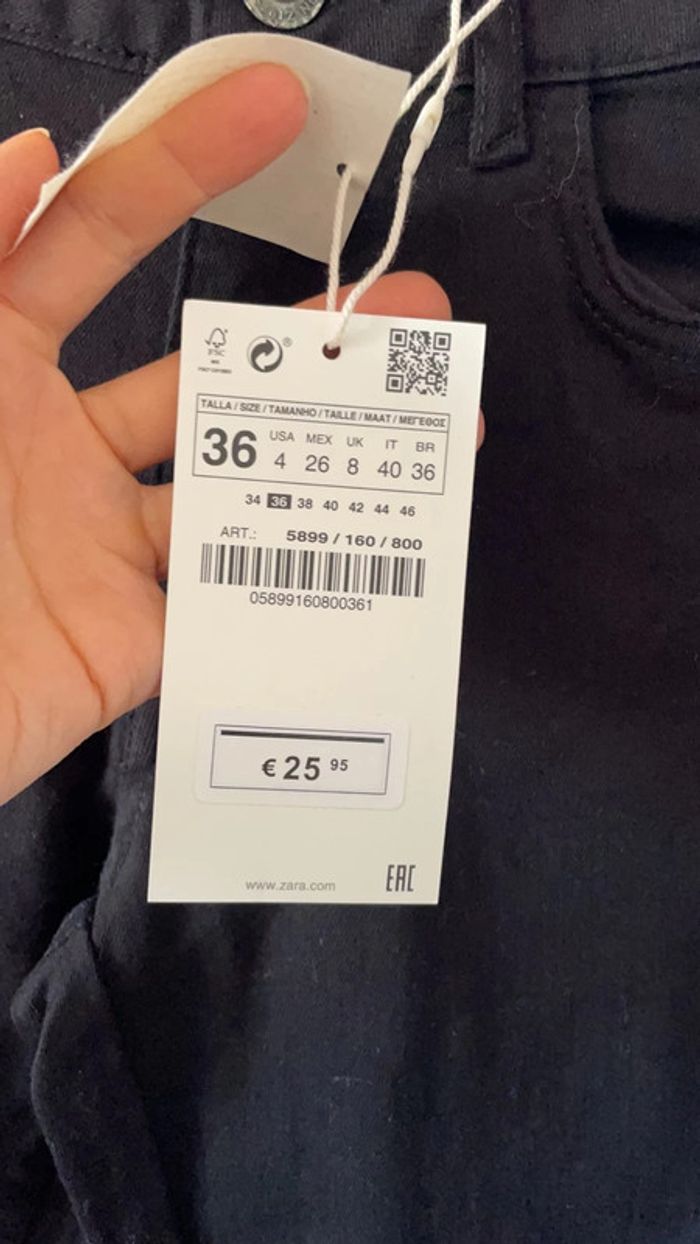 FSC
TALLA / SIZE / TAMANHO / TAILLE / MAAT / ΜΕΓΕΘΟΣ
36
USA MEX UK IT BR
4 26 8 40 36
34 36 38 40 42 44 46
ART.: 5899 / 160 / 800
05899160800361
€ 25 95
www.zara.com
EAC